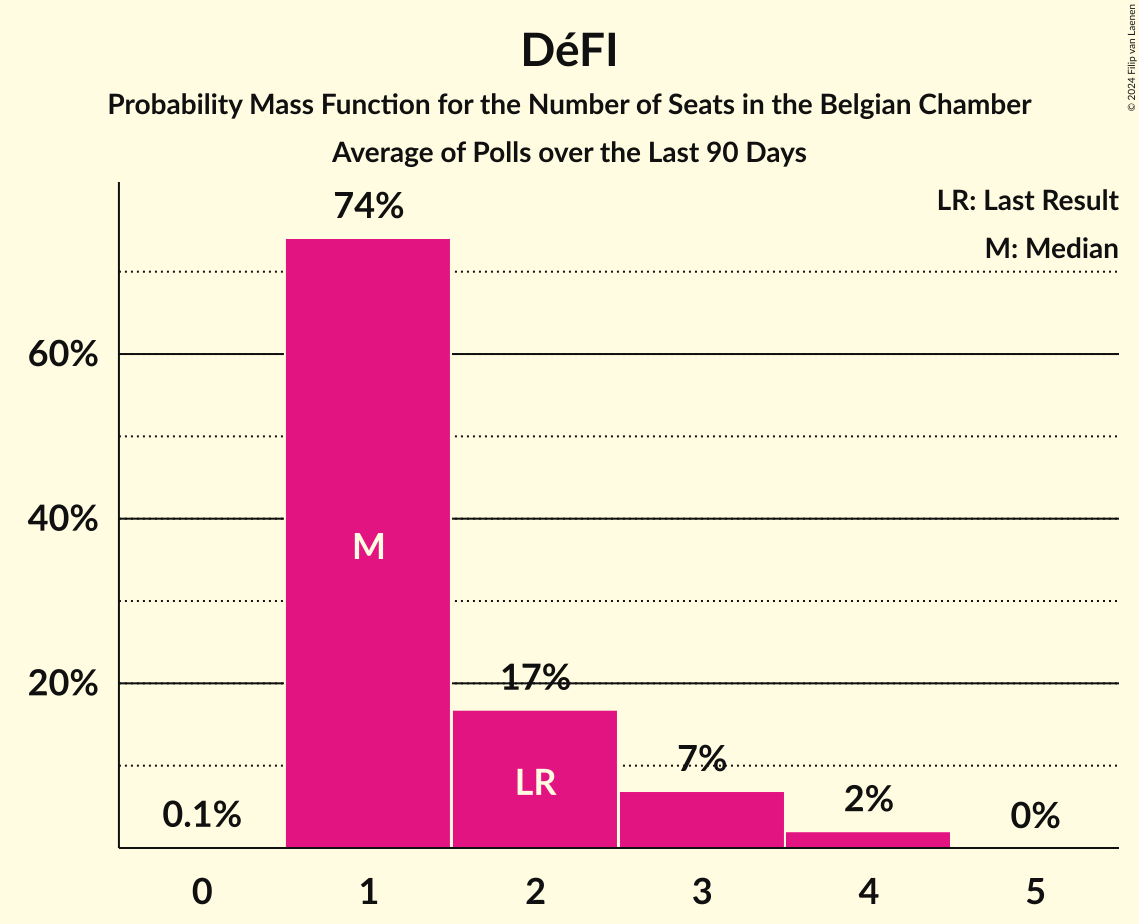 DéFI
Probability Mass Function for the Number of Seats in the Belgian Chamber
Average of Polls over the Last 90 Days
© 2024 Filip van Laenen
LR: Last Result
M: Median
60%
40%
20%
0.1%
74%
17%
7%
2%
0%
M
LR
0 1 2 3 4 5